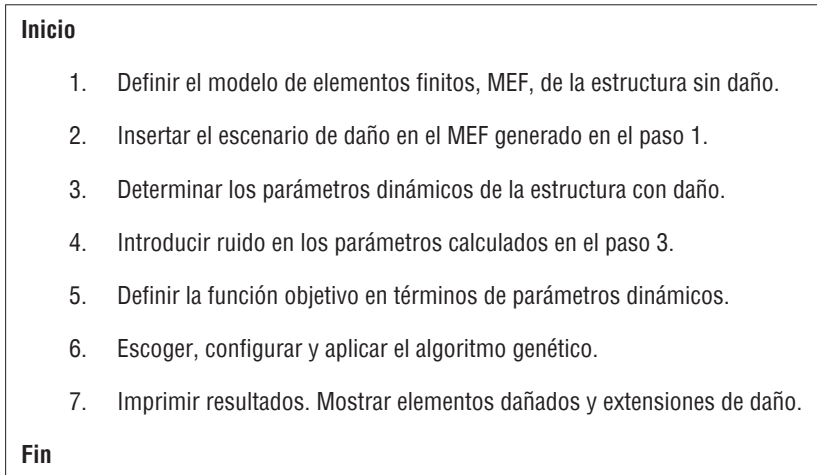 Inicio
1. Definir el modelo de elementos finitos, MEF, de la estructura sin daño.
2. Insertar el escenario de daño en el MEF generado en el paso 1.
3. Determinar los parámetros dinámicos de la estructura con daño.
4. Introducir ruido en los parámetros calculados en el paso 3.
5. Definir la función objetivo en términos de parámetros dinámicos.
6. Escoger, configurar y aplicar el algoritmo genético.
7. Imprimir resultados. Mostrar elementos dañados y extensiones de daño.
Fin